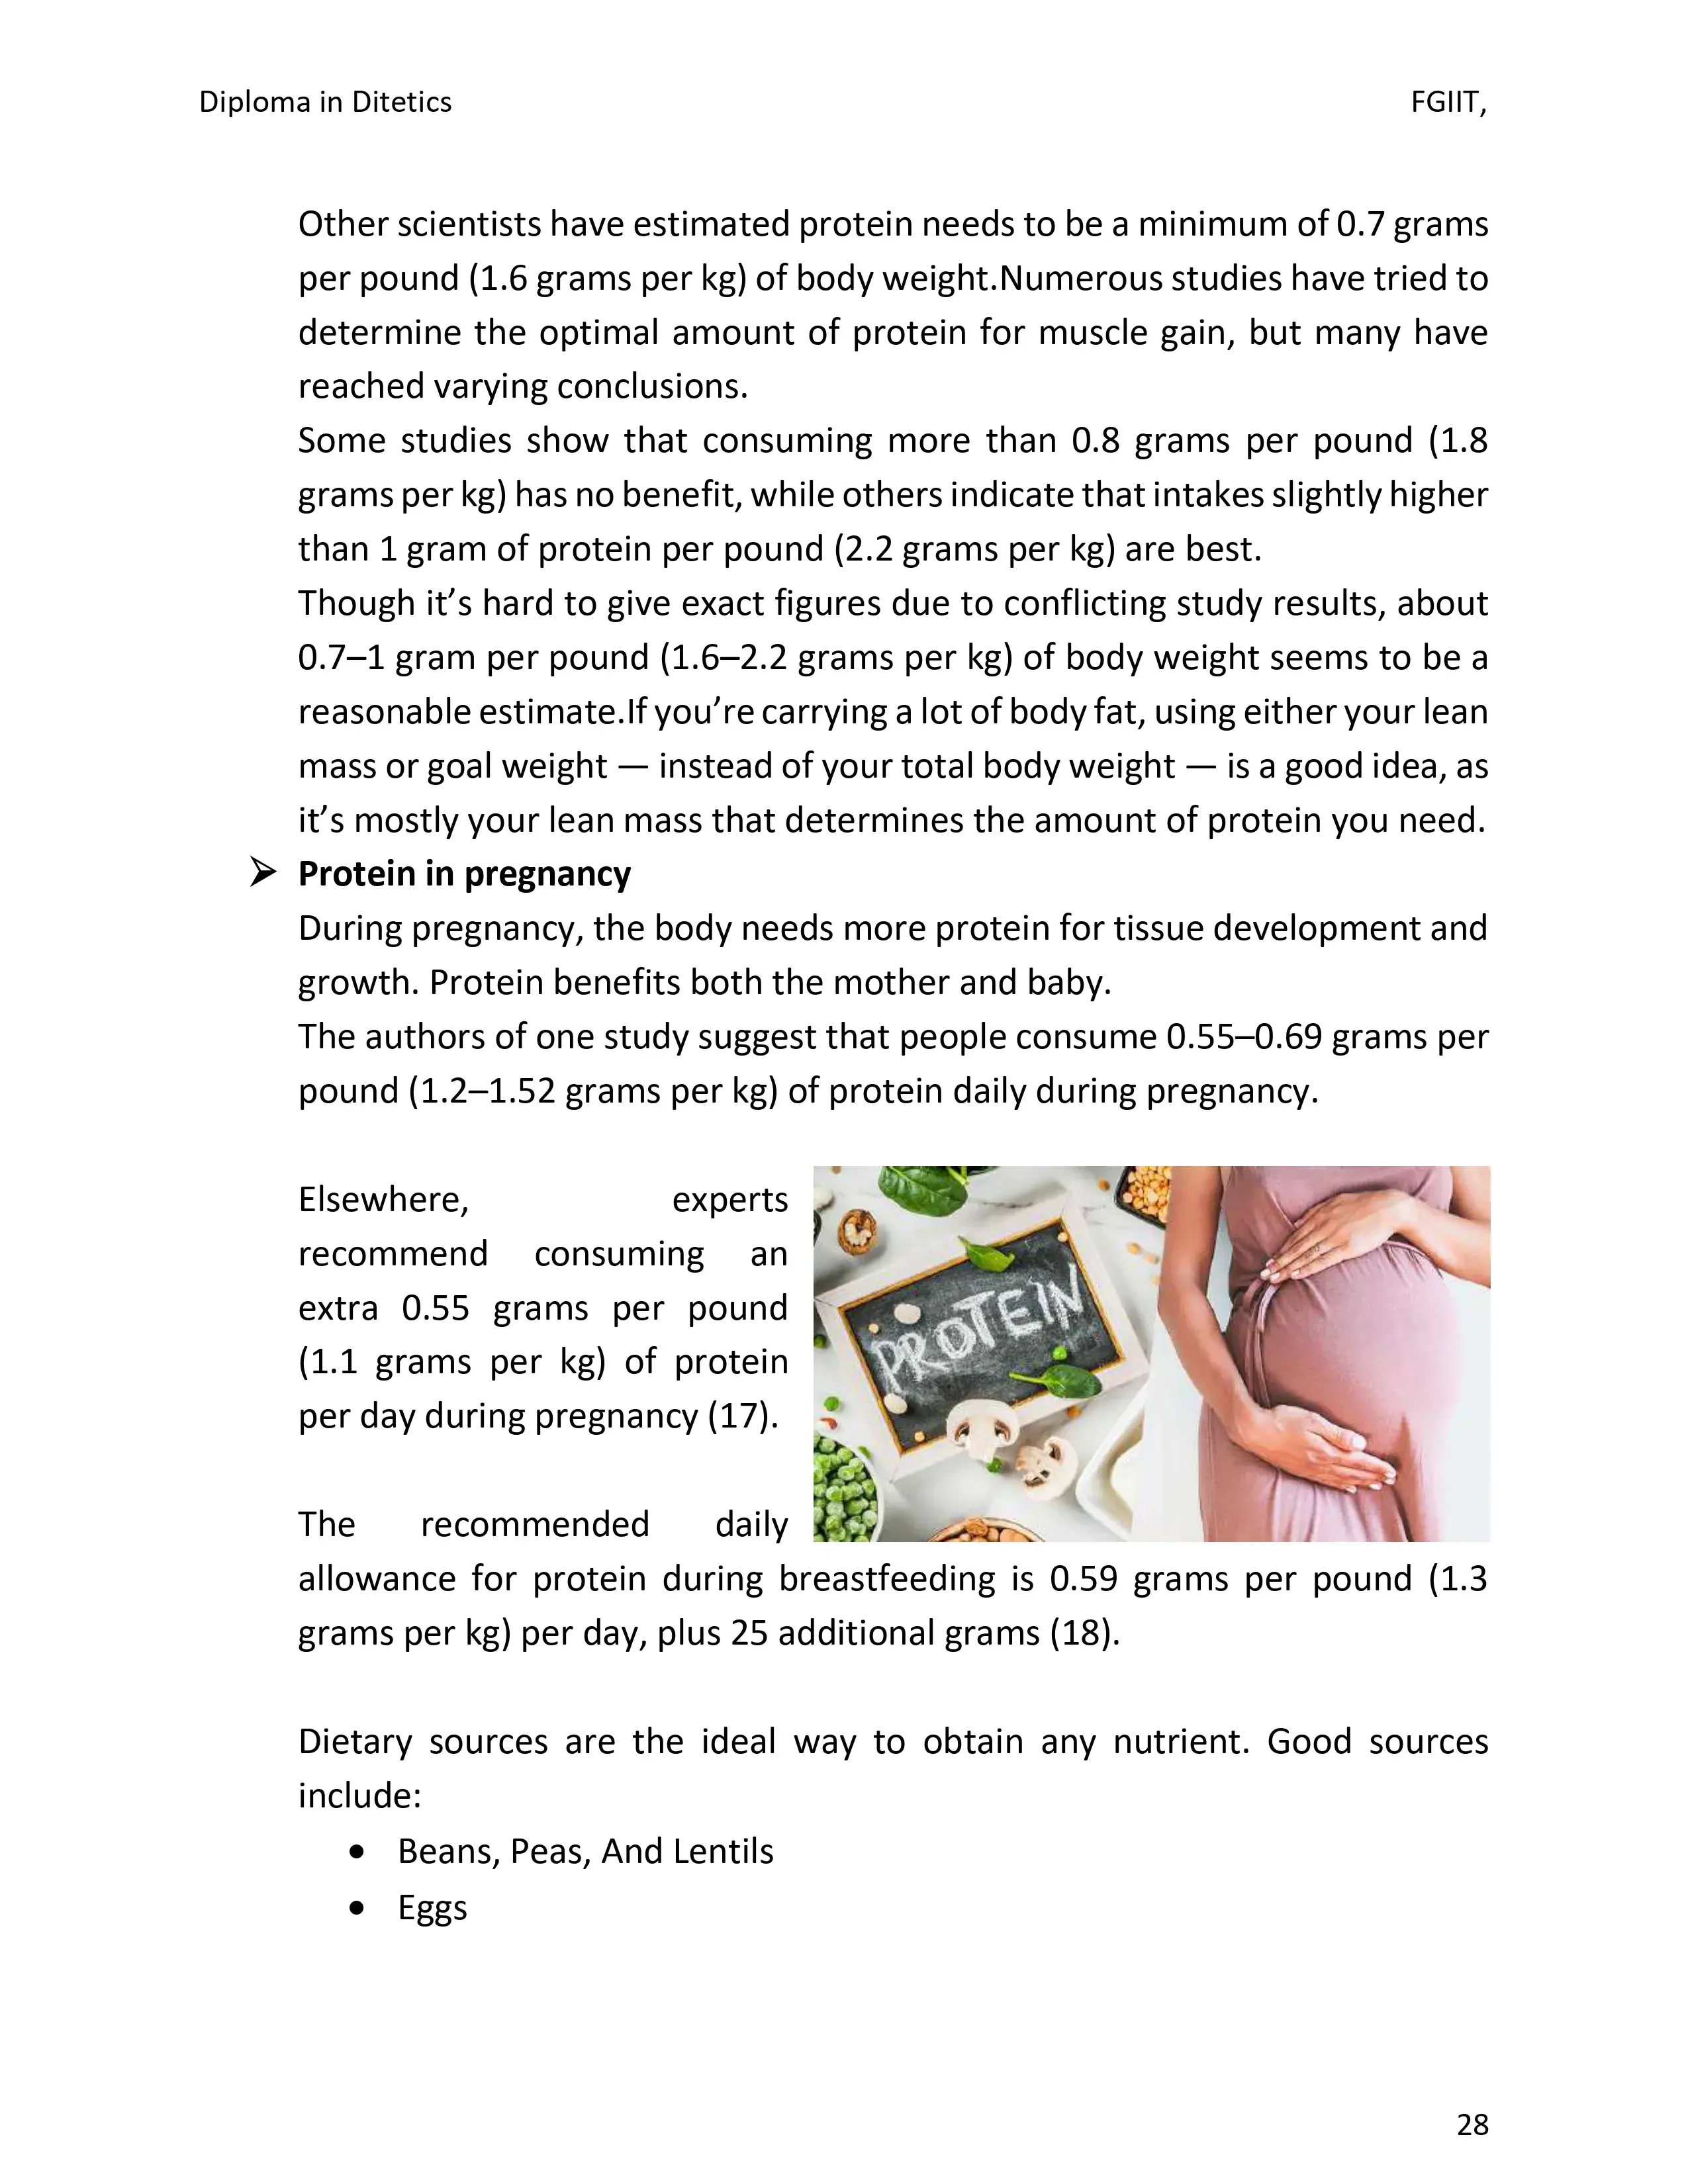 Diploma in Ditetics FGIIT,
Other scientists have estimated protein needs to be a minimum of 0.7 grams
per pound (1.6 grams per kg) of body weight.Numerous studies have tried to
determine the optimal amount of protein for muscle gain, but many have
reached varying conclusions.
Some studies show that consuming more than 0.8 grams per pound (1.8
grams per kg) has no benefit, while others indicate that intakes slightly higher
than 1 gram of protein per pound (2.2 grams per kg) are best.
Though it’s hard to give exact figures due to conflicting study results, about
0.7–1 gram per pound (1.6–2.2 grams per kg) of body weight seems to be a
reasonable estimate.If you’re carrying a lot of body fat, using either your lean
mass or goal weight — instead of your total body weight — is a good idea, as
it’s mostly your lean mass that determines the amount of protein you need.
➢ Protein in pregnancy
During pregnancy, the body needs more protein for tissue development and
growth. Protein benefits both the mother and baby.
The authors of one study suggest that people consume 0.55–0.69 grams per
pound (1.2–1.52 grams per kg) of protein daily during pregnancy.
Elsewhere, experts
recommend consuming an
extra 0.55 grams per pound
(1.1 grams per kg) of protein
per day during pregnancy (17).
PROTEIN
The recommended daily
allowance for protein during breastfeeding is 0.59 grams per pound (1.3
grams per kg) per day, plus 25 additional grams (18).
Dietary sources are the ideal way to obtain any nutrient. Good sources
include:
• Beans, Peas, And Lentils
• Eggs
28